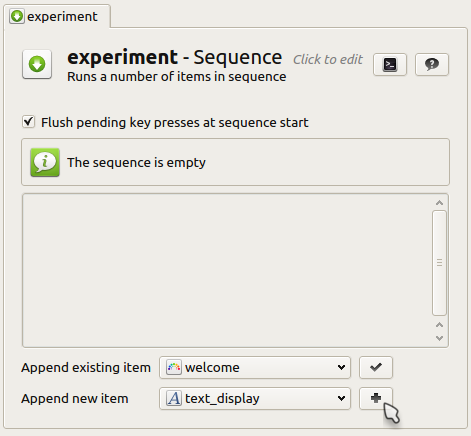 experiment
experiment - Sequence Click to edit
Runs a number of items in sequence
Flush pending key presses at sequence start
The sequence is empty
Append existing item welcome
Append new item text_display